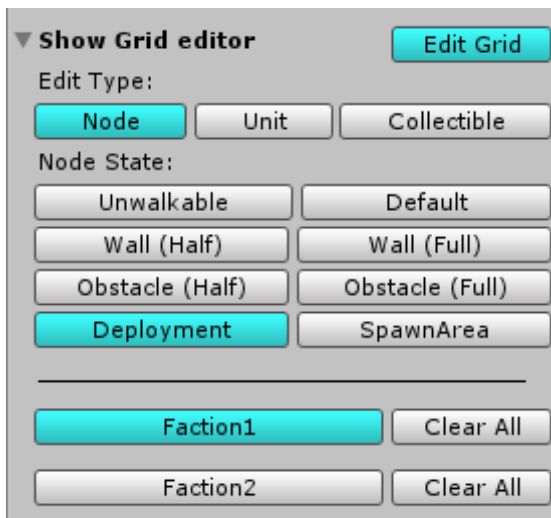 Show Grid editor Edit Grid
Edit Type:
Node Unit Collectible
Node State:
Unwalkable Default
Wall (Half) Wall (Full)
Obstacle (Half) Obstacle (Full)
Deployment SpawnArea
Faction1 Clear All
Faction2 Clear All